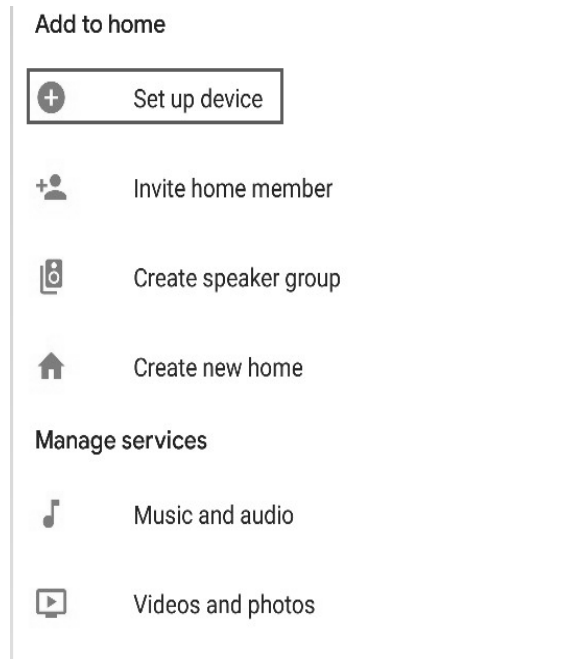 Add to home
Set up device
Invite home member
Create speaker group
Create new home
Manage services
Music and audio
Videos and photos